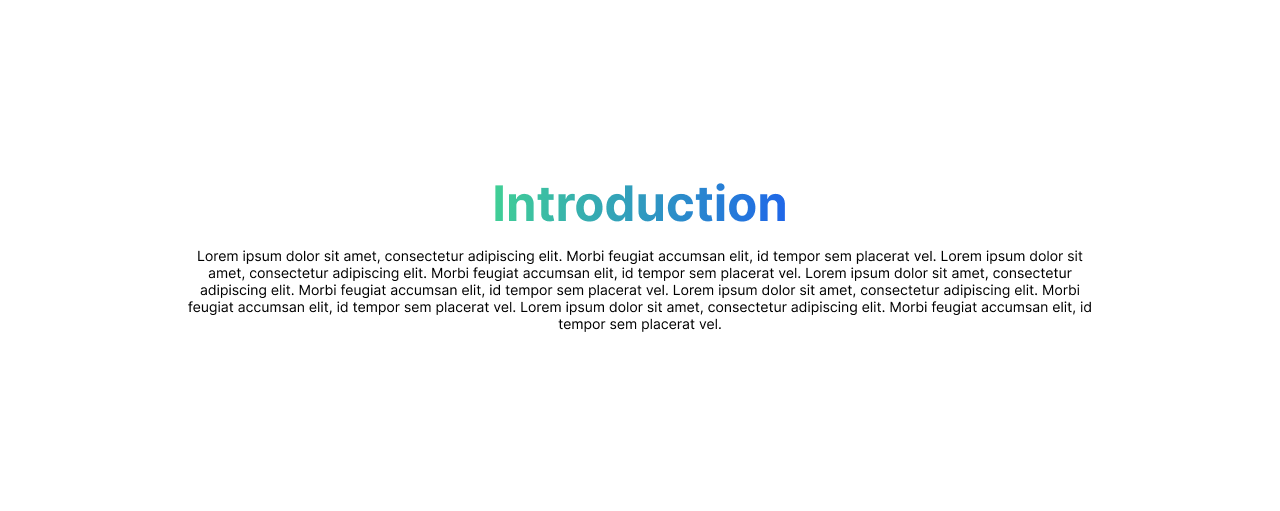 Introduction
Lorem ipsum dolor sit amet, consectetur adipiscing elit. Morbi feugiat accumsan elit, id tempor sem placerat vel. Lorem ipsum dolor sit
amet, consectetur adipiscing elit. Morbi feugiat accumsan elit, id tempor sem placerat vel. Lorem ipsum dolor sit amet, consectetur
adipiscing elit. Morbi feugiat accumsan elit, id tempor sem placerat vel. Lorem ipsum dolor sit amet, consectetur adipiscing elit. Morbi
feugiat accumsan elit, id tempor sem placerat vel. Lorem ipsum dolor sit amet, consectetur adipiscing elit. Morbi feugiat accumsan elit, id
tempor sem placerat vel.